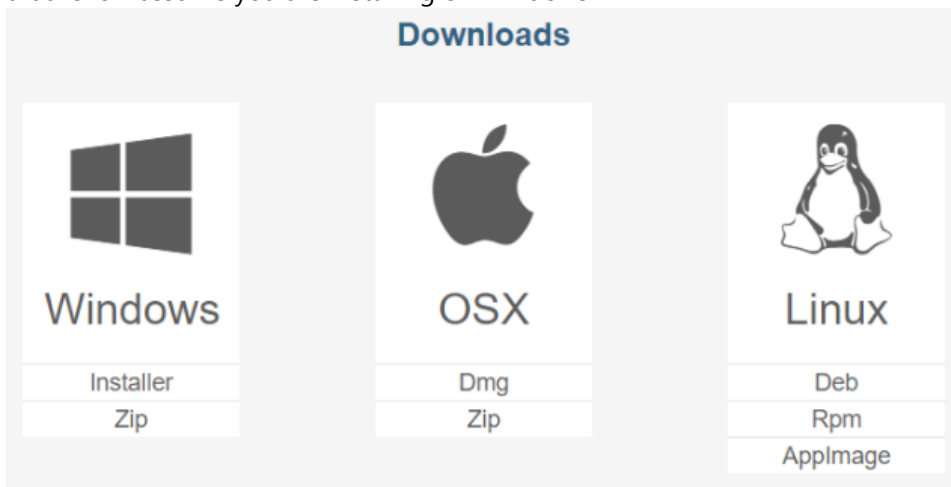 Downloads
Windows
Installer
Zip
OSX
Dmg
Zip
Linux
Deb
Rpm
AppImage